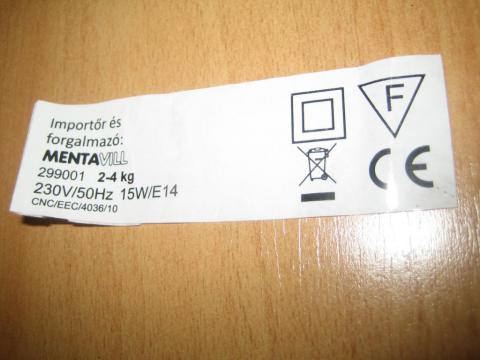 Importőr és
forgalmazó:
MENTAVILL
299001 2-4 kg
230V/50Hz 15W/E14
CNC/EEC/4036/10
F
CE